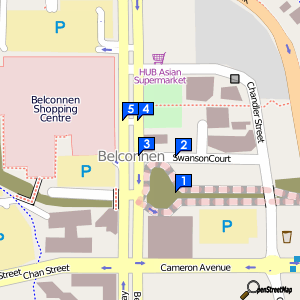 P
P
HUB Asian
Supermarket
Belconnen
Shopping
Centre
5
4
Chandler Street
3
2
Belconnen
Swanson Court
P
1
P
P
Street
Chan Street
Cameron Avenue
P
OpenStreetMap